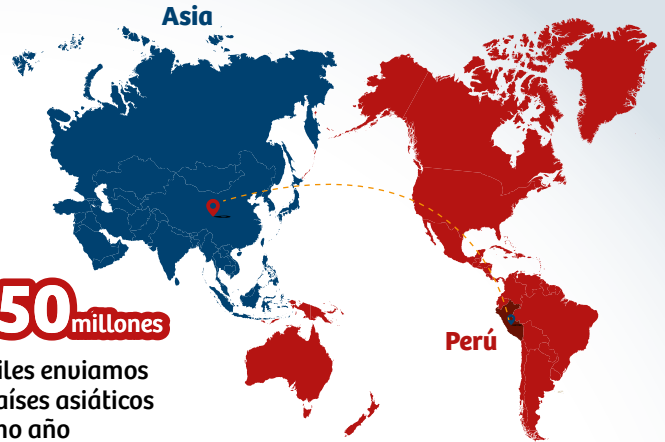 Asia
50 millones
iles enviamos
aíses asiáticos
no año
Perú